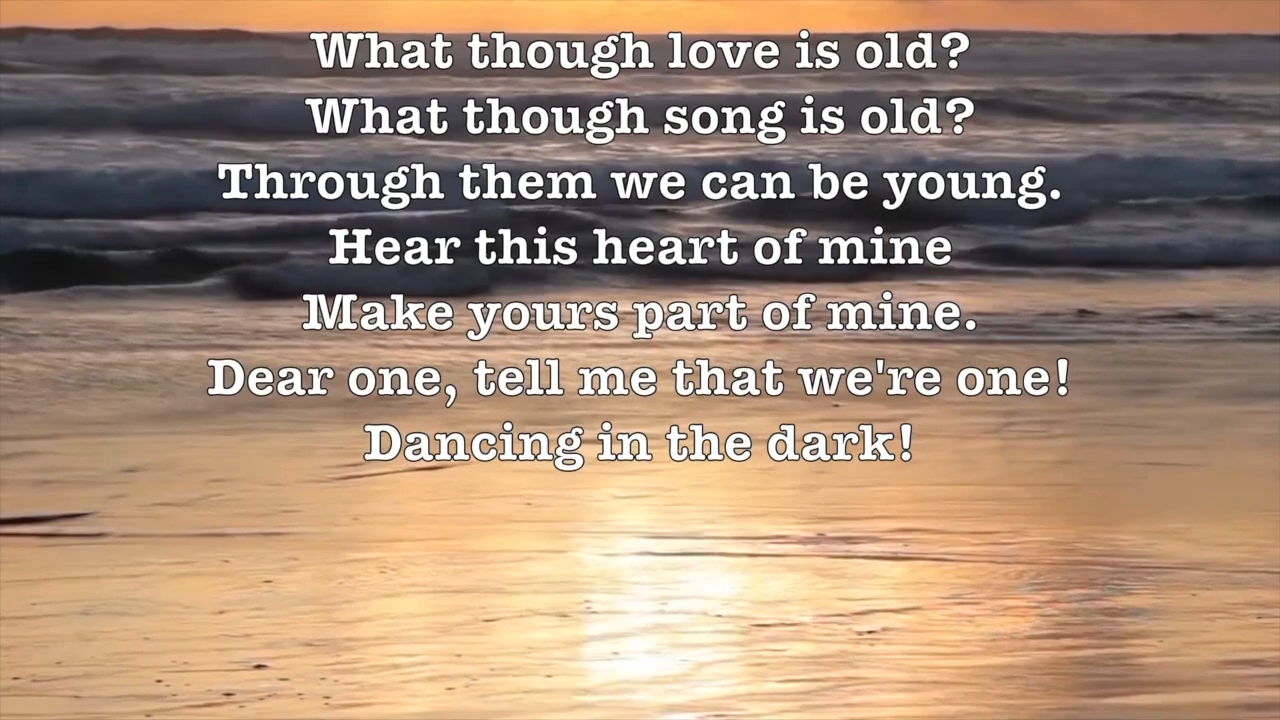 What though love is old?
What though song is old?
Through them we can be young.
Hear this heart of mine
Make yours part of mine.
Dear one, tell me that we're one!
Dancing in the dark!